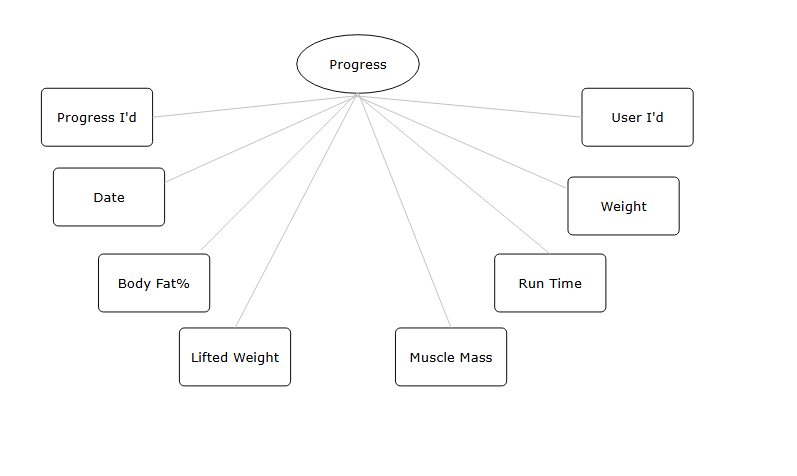 Progress
Progress I'd
User I'd
Date
Weight
Body Fat%
Run Time
Lifted Weight
Muscle Mass